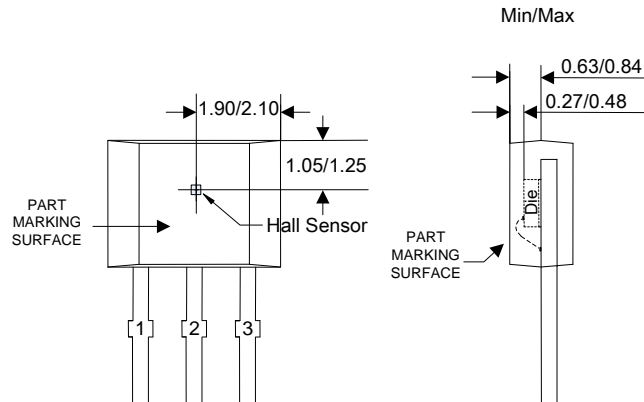 Min/Max
0.63/0.84
0.27/0.48
1.90/2.10
1.05/1.25
PART
MARKING
SURFACE
Hall Sensor
Die
PART
MARKING
SURFACE
1
2
3